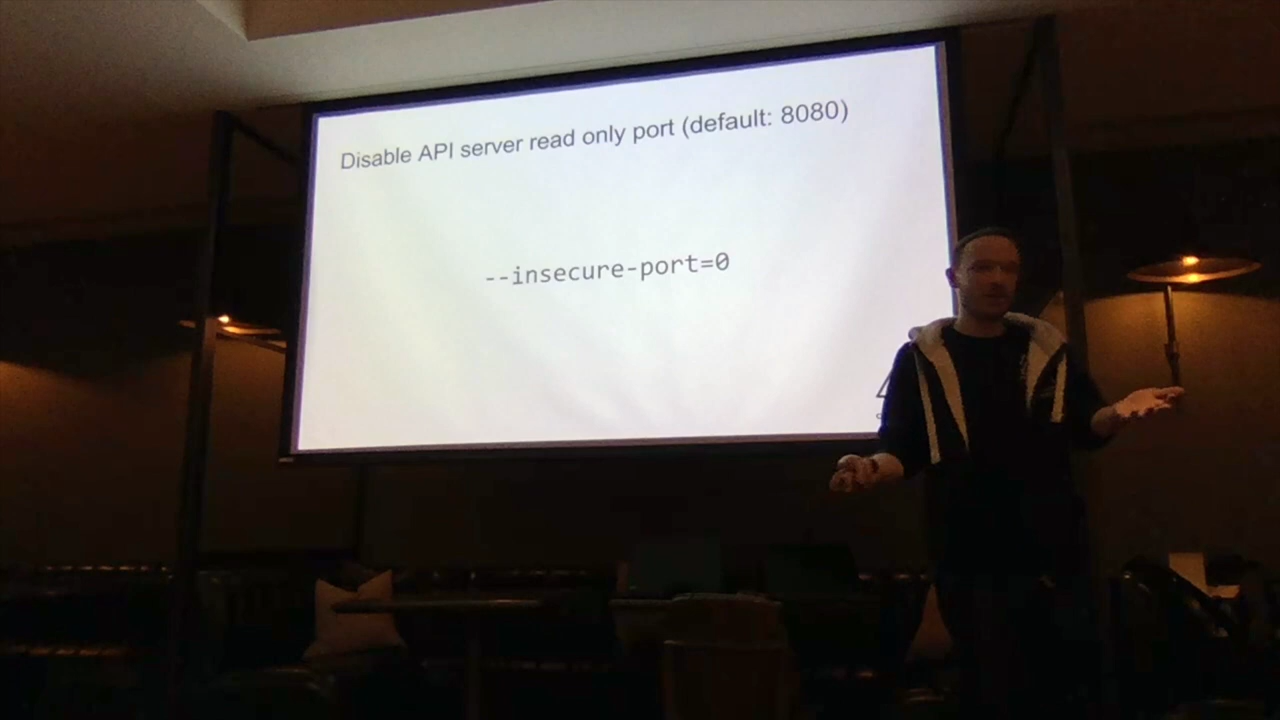 Disable API server read only port (default: 8080)
--insecure-port=0